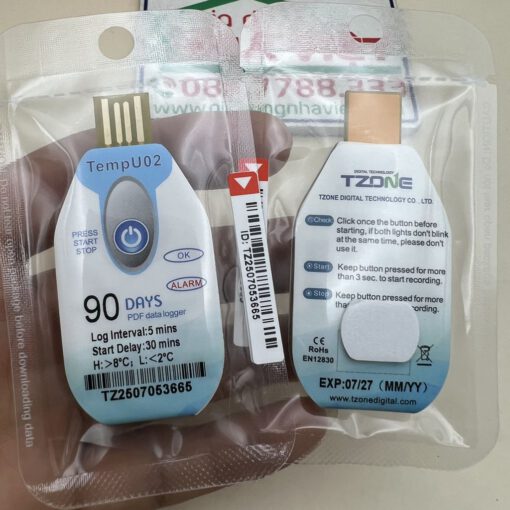 TempU02
PRESS
START
STOP
OK
ALARM
90 DAYS
PDF data logger
Log Interval:5 mins
Start Delay:30 mins
H:>8°C; L:<2°C
TZ2507053665
ID: TZ2507053665
DIGITAL TECHNOLOGY
TZONE
TZONE DIGITAL TECHNOLOGY CO., LTD.
Check Click once the button before
starting, if both lights don't blink
at the same time, please don't
use it.
Start Keep button pressed for more
than 3 sec. to start recording.
Stop Keep button pressed for more
than
recording.
CE
RoHs
EN12830
EXP:07/27 (MM/YY)
www.tzonedigital.com
before downloading data
7788